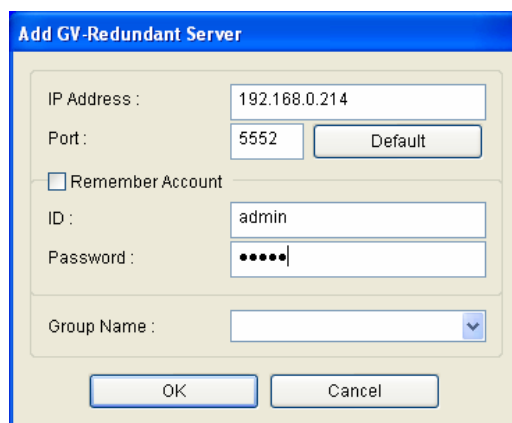 Add GV-Redundant Server
IP Address : 192.168.0.214
Port : 5552 Default
Remember Account
ID : admin
Password : •••••
Group Name :
OK Cancel